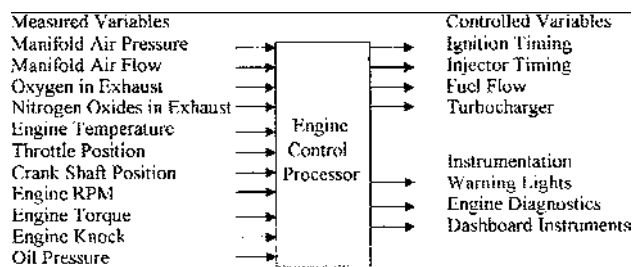 Measured Variables
Manifold Air Pressure
Manifold Air Flow
Oxygen in Exhaust
Nitrogen Oxides in Exhaust
Engine Temperature
Throttle Position
Crank Shaft Position
Engine RPM
Engine Torque
Engine Knock
Oil Pressure
Engine
Control
Processor
Controlled Variables
Ignition Timing
Injector Timing
Fuel Flow
Turbocharger
Instrumentation
Warning Lights
Engine Diagnostics
Dashboard Instruments